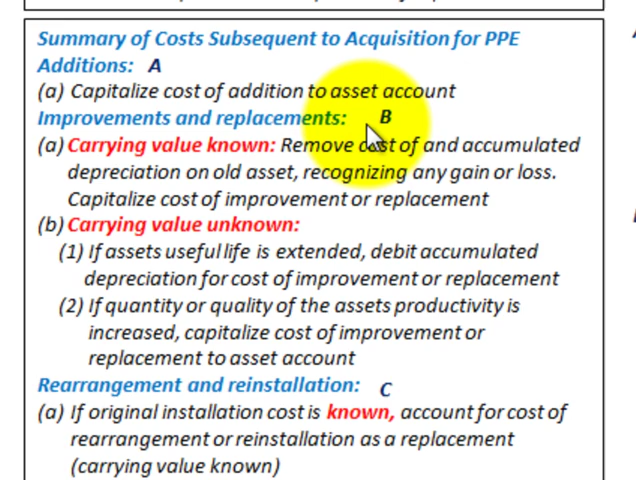 Summary of Costs Subsequent to Acquisition for PPE
Additions: A
(a) Capitalize cost of addition to asset account
Improvements and replacements: B
(a) Carrying value known: Remove cost of and accumulated
depreciation on old asset, recognizing any gain or loss.
Capitalize cost of improvement or replacement
(b) Carrying value unknown:
(1) If assets useful life is extended, debit accumulated
depreciation for cost of improvement or replacement
(2) If quantity or quality of the assets productivity is
increased, capitalize cost of improvement or
replacement to asset account
Rearrangement and reinstallation: C
(a) If original installation cost is known, account for cost of
rearrangement or reinstallation as a replacement
(carrying value known)